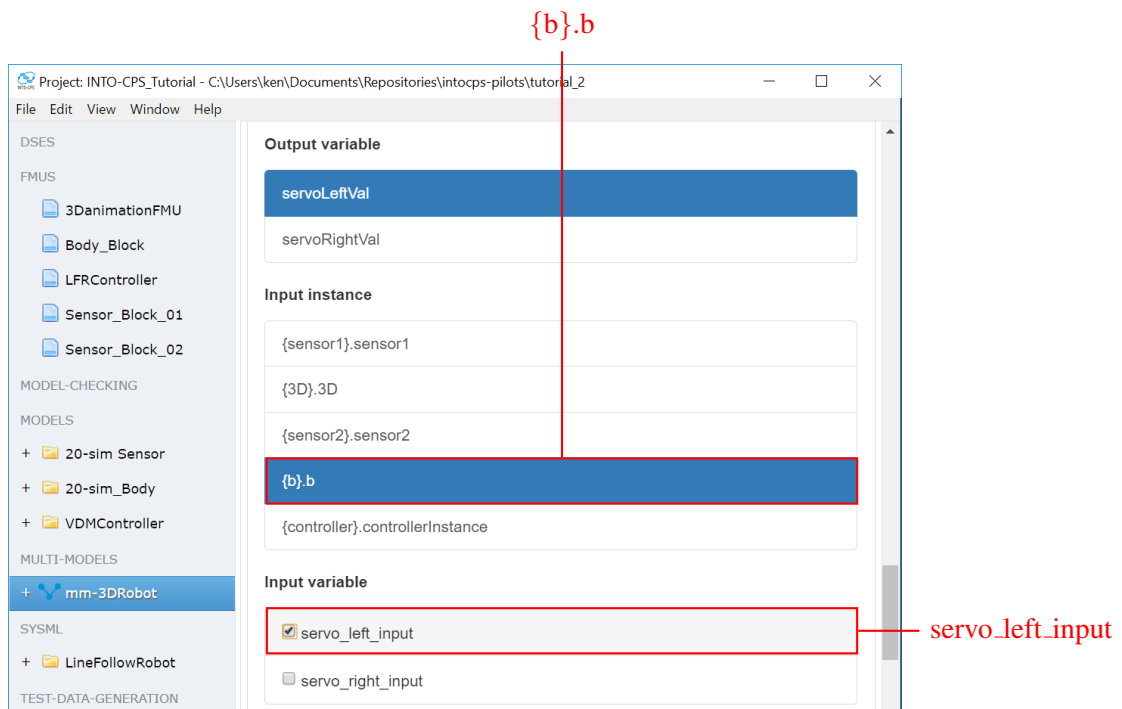 {b}.b
INTO-CPS
Project: INTO-CPS_Tutorial - C:\Users\ken\Documents\Repositories\intocps-pilots\tutorial_2
File Edit View Window Help
DSES
FMUS
3DanimationFMU
Body_Block
LFRController
Sensor_Block_01
Sensor_Block_02
MODEL-CHECKING
MODELS
+ 20-sim Sensor
+ 20-sim_Body
+ VDMController
MULTI-MODELS
+ mm-3DRobot
SYSML
+ LineFollowRobot
TEST-DATA-GENERATION
Output variable
servoLeftVal
servoRightVal
Input instance
{sensor1}.sensor1
{3D}.3D
{sensor2}.sensor2
{b}.b
{controller}.controllerInstance
Input variable
servo_left_input
servo_right_input
servo_left_input